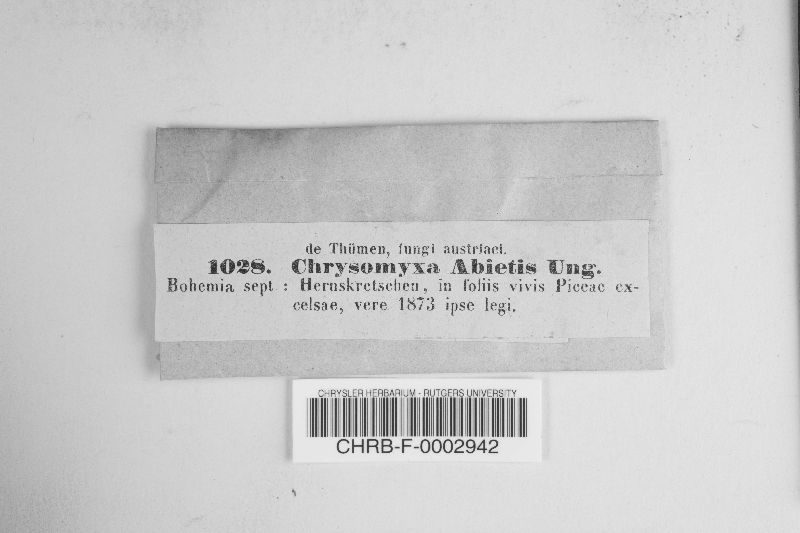 de Thümen, fungi austriaci.
1028. Chrysomyxa Abietis Ung.
Bohemia sept : Hernskretschen, in foliis vivis Piceae ex-
celsae, vere 1873 ipse legi.
CHRYSLER HERBARIUM - RUTGERS UNIVERSITY
CHRB-F-0002942